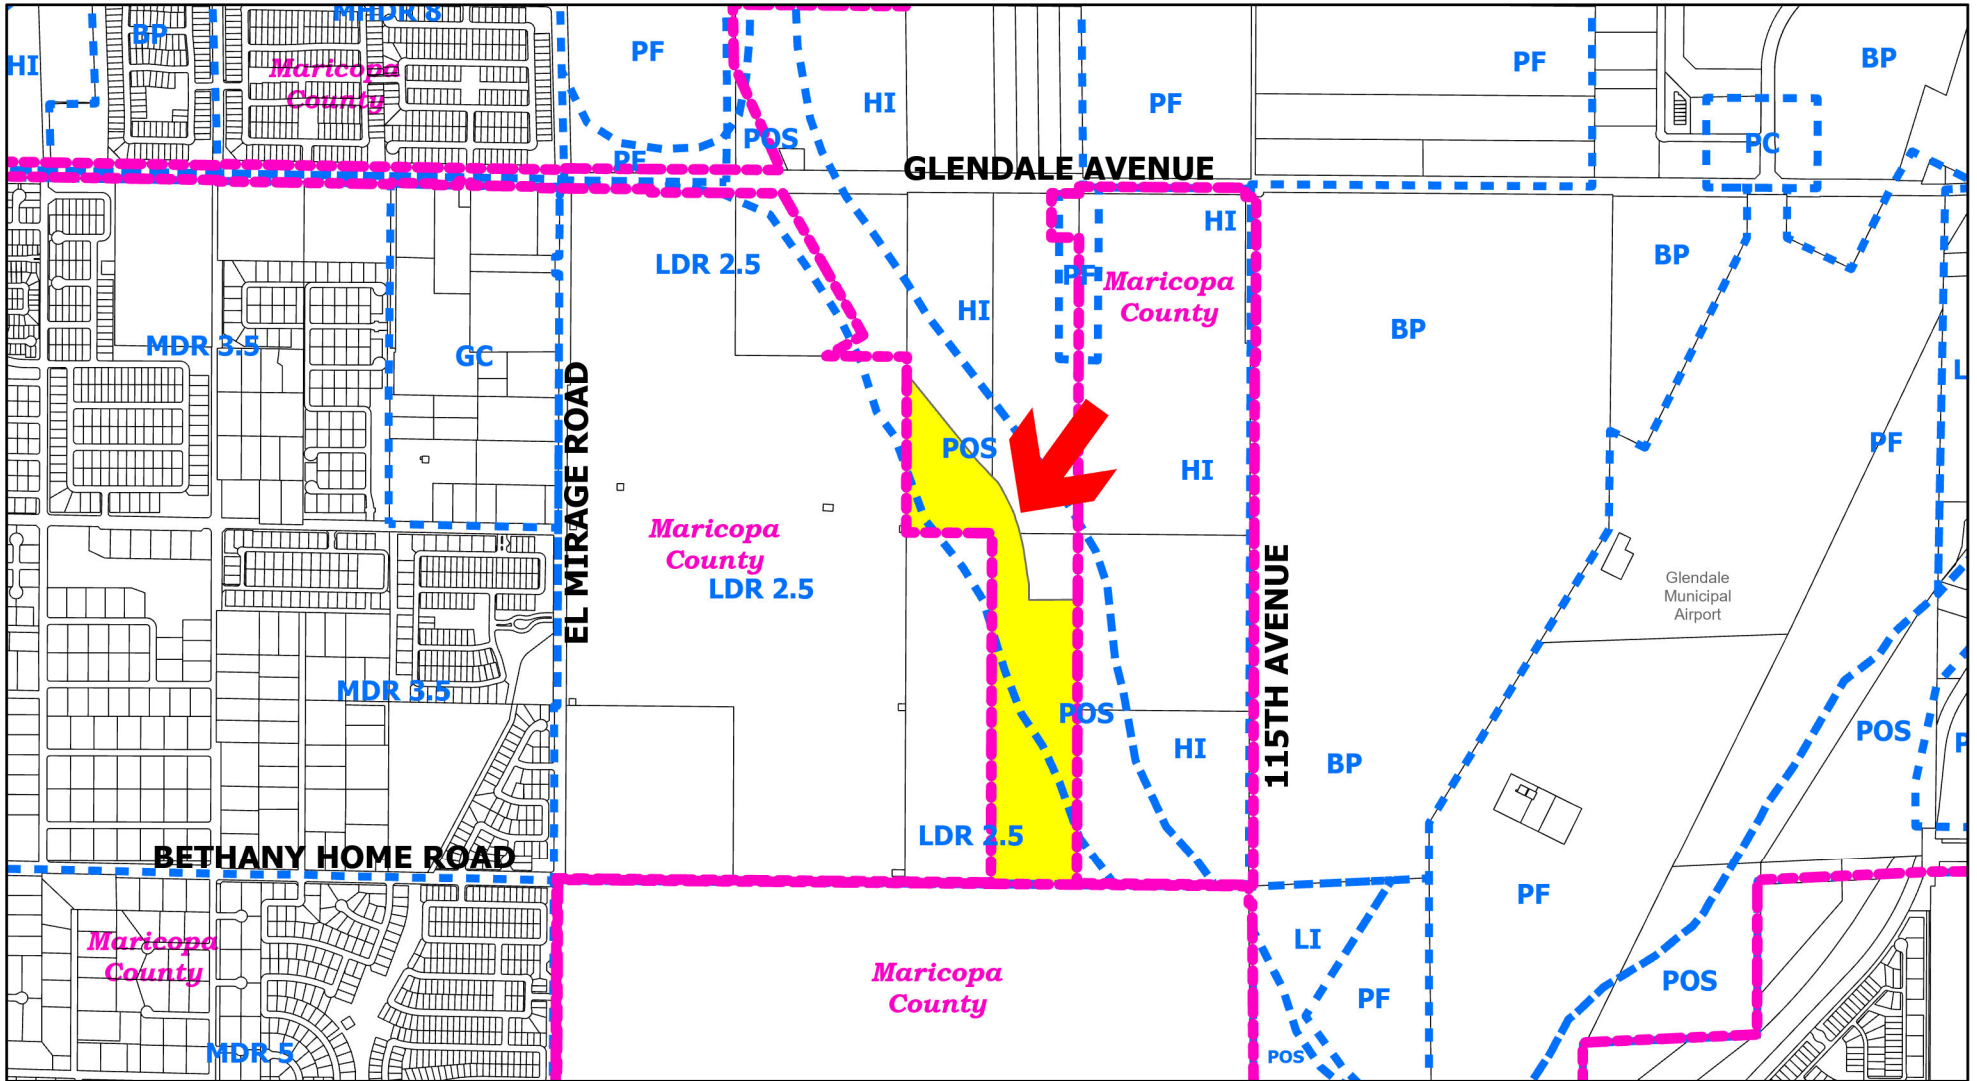 MHDR 8
BP
PF
HI
Maricopa
County
HI
PF
PF
BP
POS
PC
PF
GLENDALE AVENUE
HI
LDR 2.5
BP
PF
Maricopa
County
HI
MDR 3.5
GC
BP
L
EL MIRAGE ROAD
POS
HI
PF
Maricopa
County
LDR 2.5
115TH AVENUE
Glendale
Municipal
Airport
MDR 3.5
POS
HI
BP
POS
P
LDR 2.5
BETHANY HOME ROAD
PF
Maricopa
County
Maricopa
County
LI
PF
POS
MDR 5
POS